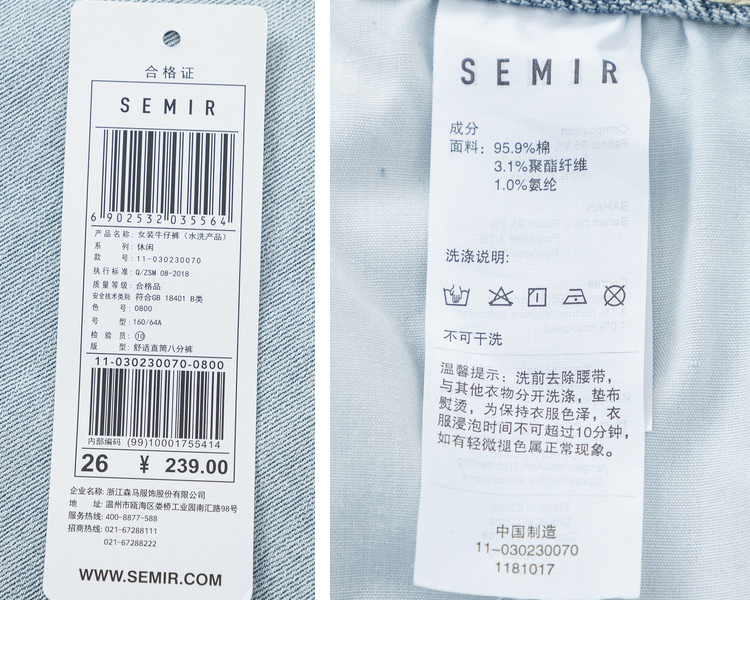 合格证
SEMIR
6 902532 035564
产品名称: 女装牛仔裤（水洗产品）
系 列: 休闲
款 号: 11-030230070
执行标准: Q/ZSM 08-2018
质量等级: 合格品
安全技术类别: 符合GB 18401 B类
色 号: 0800
号 型: 160/64A
检 验 员: ⑩
版 型: 舒适直筒八分裤
11-030230070-0800
内部编码 (99)10001755414
26 ¥ 239.00
企业名称: 浙江森马服饰股份有限公司
地 址: 温州市瓯海区娄桥工业园南汇路98号
服务热线: 400-8877-588
招商热线: 021-67288111
021-67288222
WWW.SEMIR.COM
SEMIR
成分
面料: 95.9%棉
3.1%聚酯纤维
1.0%氨纶
洗涤说明:
不可干洗
温馨提示: 洗前去除腰带,
与其他衣物分开洗涤, 垫布
熨烫, 为保持衣服色泽, 衣
服浸泡时间不可超过10分钟,
如有轻微褪色属正常现象。
中国制造
11-030230070
1181017